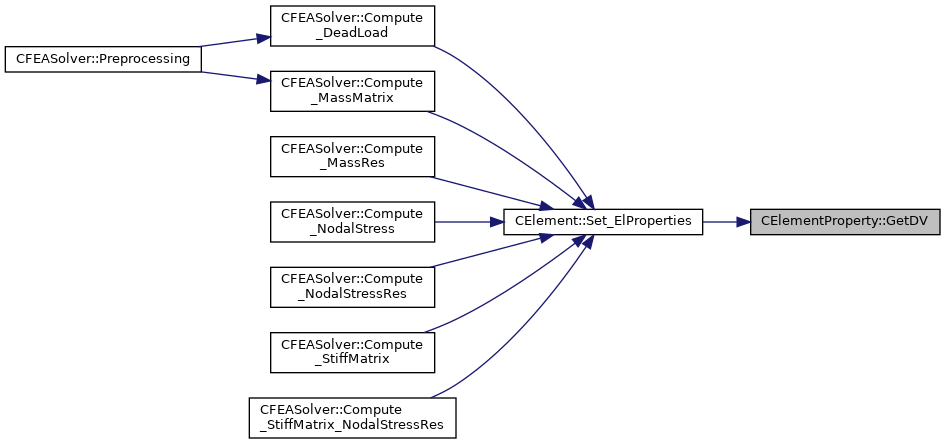 CFEASolver::Compute
_DeadLoad
CFEASolver::Preprocessing
CFEASolver::Compute
_MassMatrix
CFEASolver::Compute
_MassRes
CFEASolver::Compute
_NodalStress
CElement::Set_ElProperties
CElementProperty::GetDV
CFEASolver::Compute
_NodalStressRes
CFEASolver::Compute
_StiffMatrix
CFEASolver::Compute
_StiffMatrix_NodalStressRes